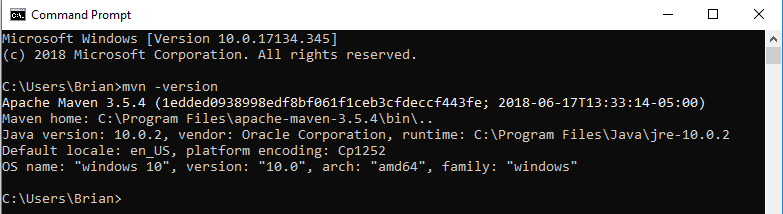 Command Prompt
Microsoft Windows [Version 10.0.17134.345]
(c) 2018 Microsoft Corporation. All rights reserved.
C:\Users\Brian>mvn -version
Apache Maven 3.5.4 (1edded0938998edf8bf061f1ceb3cfdeccf443fe; 2018-06-17T13:33:14-05:00)
Maven home: C:\Program Files\apache-maven-3.5.4\bin\..
Java version: 10.0.2, vendor: Oracle Corporation, runtime: C:\Program Files\Java\jre-10.0.2
Default locale: en_US, platform encoding: Cp1252
OS name: "windows 10", version: "10.0", arch: "amd64", family: "windows"
C:\Users\Brian>